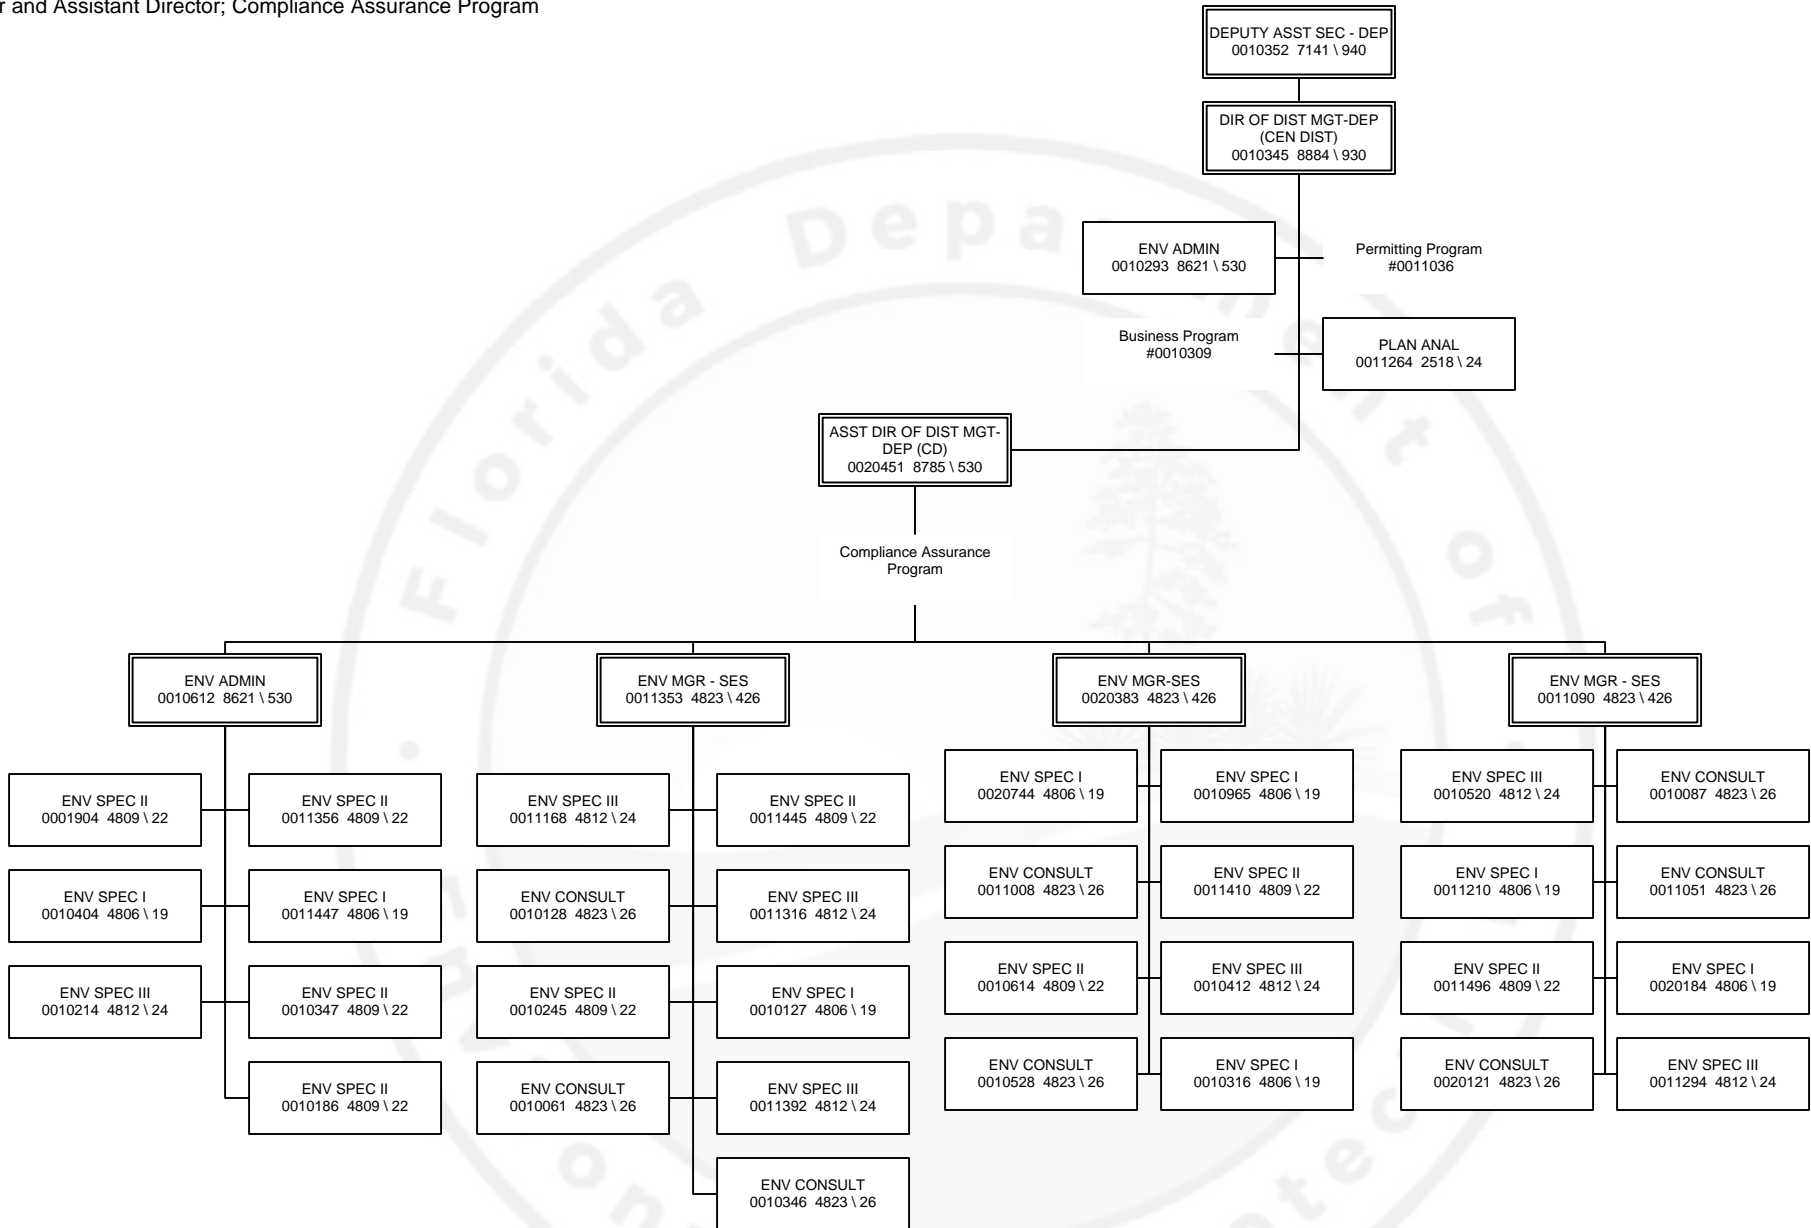 r and Assistant Director; Compliance Assurance Program
DEPUTY ASST SEC - DEP
0010352 7141 \ 940
DIR OF DIST MGT-DEP
(CEN DIST)
0010345 8884 \ 930
ENV ADMIN
0010293 8621 \ 530
Permitting Program
#0011036
Business Program
#0010309
PLAN ANAL
0011264 2518 \ 24
ASST DIR OF DIST MGT-
DEP (CD)
0020451 8785 \ 530
Compliance Assurance
Program
ENV ADMIN
0010612 8621 \ 530
ENV SPEC II
0001904 4809 \ 22
ENV SPEC II
0011356 4809 \ 22
ENV SPEC I
0010404 4806 \ 19
ENV SPEC I
0011447 4806 \ 19
ENV SPEC III
0010214 4812 \ 24
ENV SPEC II
0010347 4809 \ 22
ENV SPEC II
0010186 4809 \ 22
ENV MGR - SES
0011353 4823 \ 426
ENV SPEC III
0011168 4812 \ 24
ENV SPEC II
0011445 4809 \ 22
ENV CONSULT
0010128 4823 \ 26
ENV SPEC III
0011316 4812 \ 24
ENV SPEC II
0010245 4809 \ 22
ENV SPEC I
0010127 4806 \ 19
ENV CONSULT
0010061 4823 \ 26
ENV SPEC III
0011392 4812 \ 24
ENV CONSULT
0010346 4823 \ 26
ENV MGR-SES
0020383 4823 \ 426
ENV SPEC I
0020744 4806 \ 19
ENV SPEC I
0010965 4806 \ 19
ENV CONSULT
0011008 4823 \ 26
ENV SPEC II
0011410 4809 \ 22
ENV SPEC II
0010614 4809 \ 22
ENV SPEC III
0010412 4812 \ 24
ENV CONSULT
0010528 4823 \ 26
ENV SPEC I
0010316 4806 \ 19
ENV MGR - SES
0011090 4823 \ 426
ENV SPEC III
0010520 4812 \ 24
ENV CONSULT
0010087 4823 \ 26
ENV SPEC I
0011210 4806 \ 19
ENV CONSULT
0011051 4823 \ 26
ENV SPEC II
0011496 4809 \ 22
ENV SPEC I
0020184 4806 \ 19
ENV CONSULT
0020121 4823 \ 26
ENV SPEC III
0011294 4812 \ 24
Florida
of